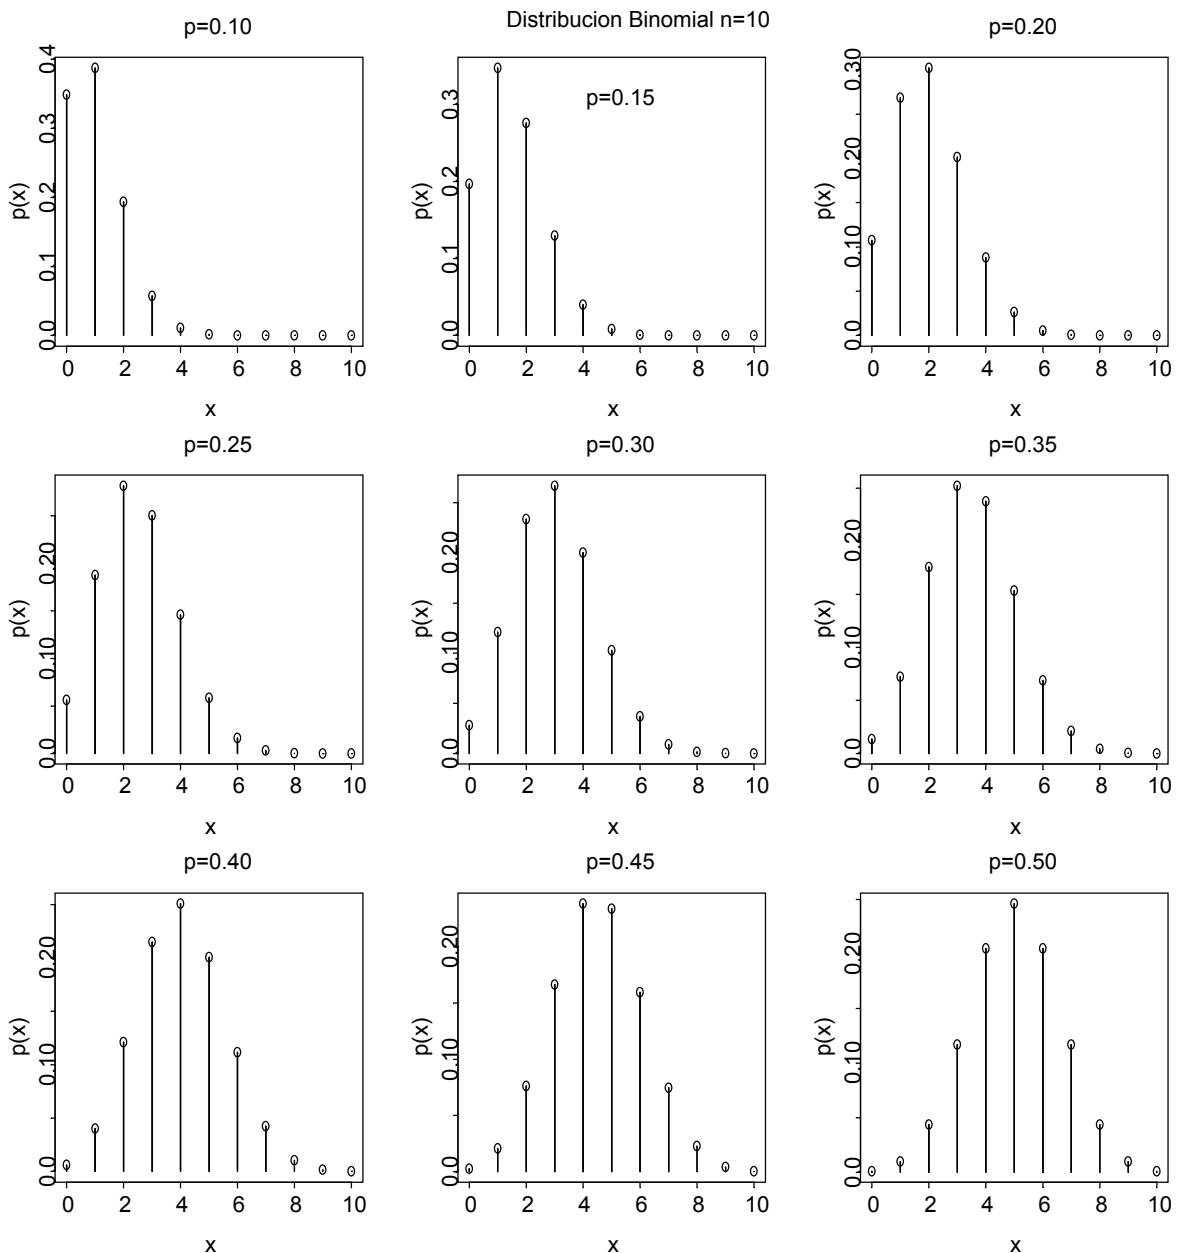 Distribucion Binomial n=10
p=0.10
p(x)
0.0 0.1 0.2 0.3 0.4
0 2 4 6 8 10
x
p=0.15
p(x)
0.0 0.1 0.2 0.3
0 2 4 6 8 10
x
p=0.20
p(x)
0.0 0.10 0.20 0.30
0 2 4 6 8 10
x
p=0.25
p(x)
0.0 0.10 0.20
0 2 4 6 8 10
x
p=0.30
p(x)
0.0 0.10 0.20
0 2 4 6 8 10
x
p=0.35
p(x)
0.0 0.10 0.20
0 2 4 6 8 10
x
p=0.40
p(x)
0.0 0.10 0.20
0 2 4 6 8 10
x
p=0.45
p(x)
0.0 0.10 0.20
0 2 4 6 8 10
x
p=0.50
p(x)
0.0 0.10 0.20
0 2 4 6 8 10
x